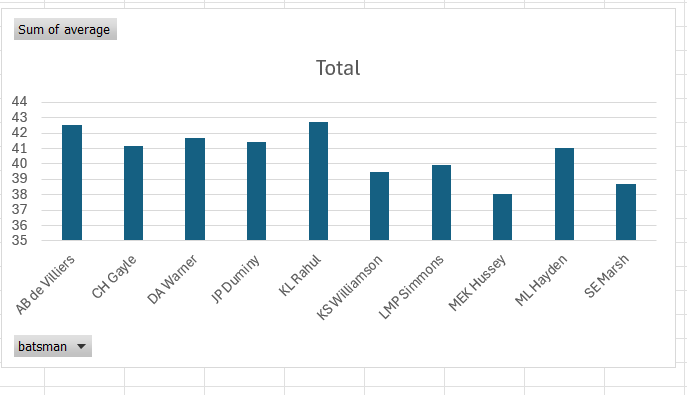 Sum of average
Total
44
43
42
41
40
39
38
37
36
35
AB de Villiers
CH Gayle
DA Warner
JP Duminy
KL Rahul
KS Williamson
LMP Simmons
MEK Hussey
ML Hayden
SE Marsh
batsman